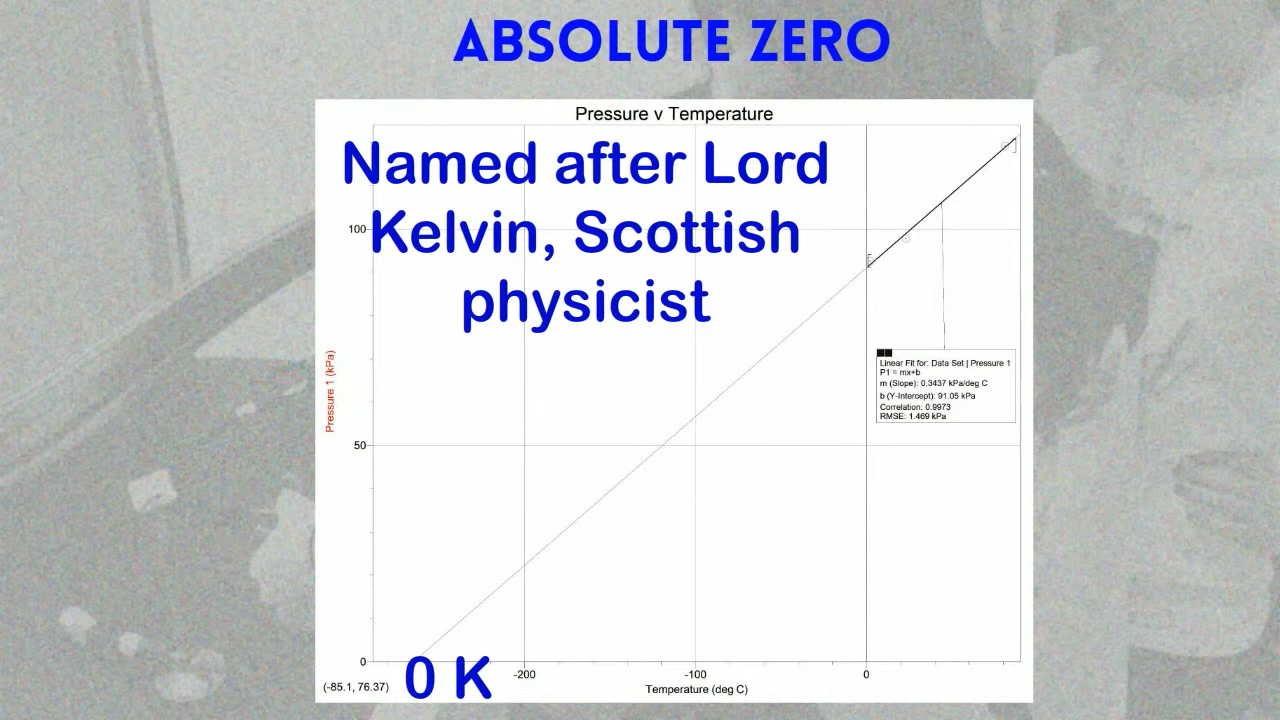 ABSOLUTE ZERO
Pressure v Temperature
Named after Lord
Kelvin, Scottish
physicist
100
50
0
Pressure 1 (kPa)
Linear Fit for: Data Set | Pressure 1
P1 = mx+b
m (Slope): 0.3437 kPa/deg C
b (Y-Intercept): 91.05 kPa
Correlation: 0.9973
RMSE: 1.469 kPa
0 K
-200
-100
0
(-85.1, 76.37)
Temperature (deg C)